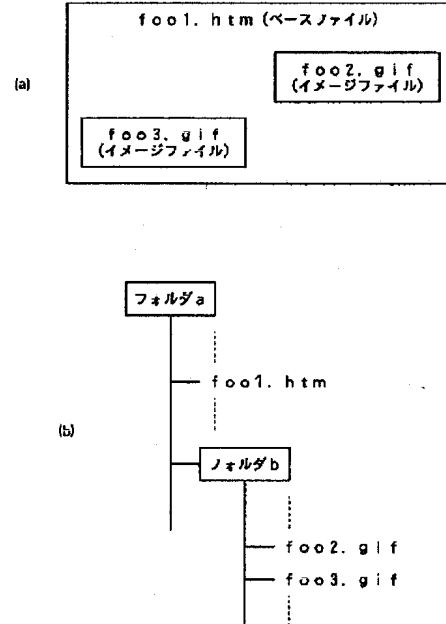 foo1.htm(ベースファイル)
(a)
foo2.gif
(イメージファイル)
foo3.gif
(イメージファイル)
フォルダa
foo1.htm
(b)
フォルダb
foo2.gif
foo3.gif